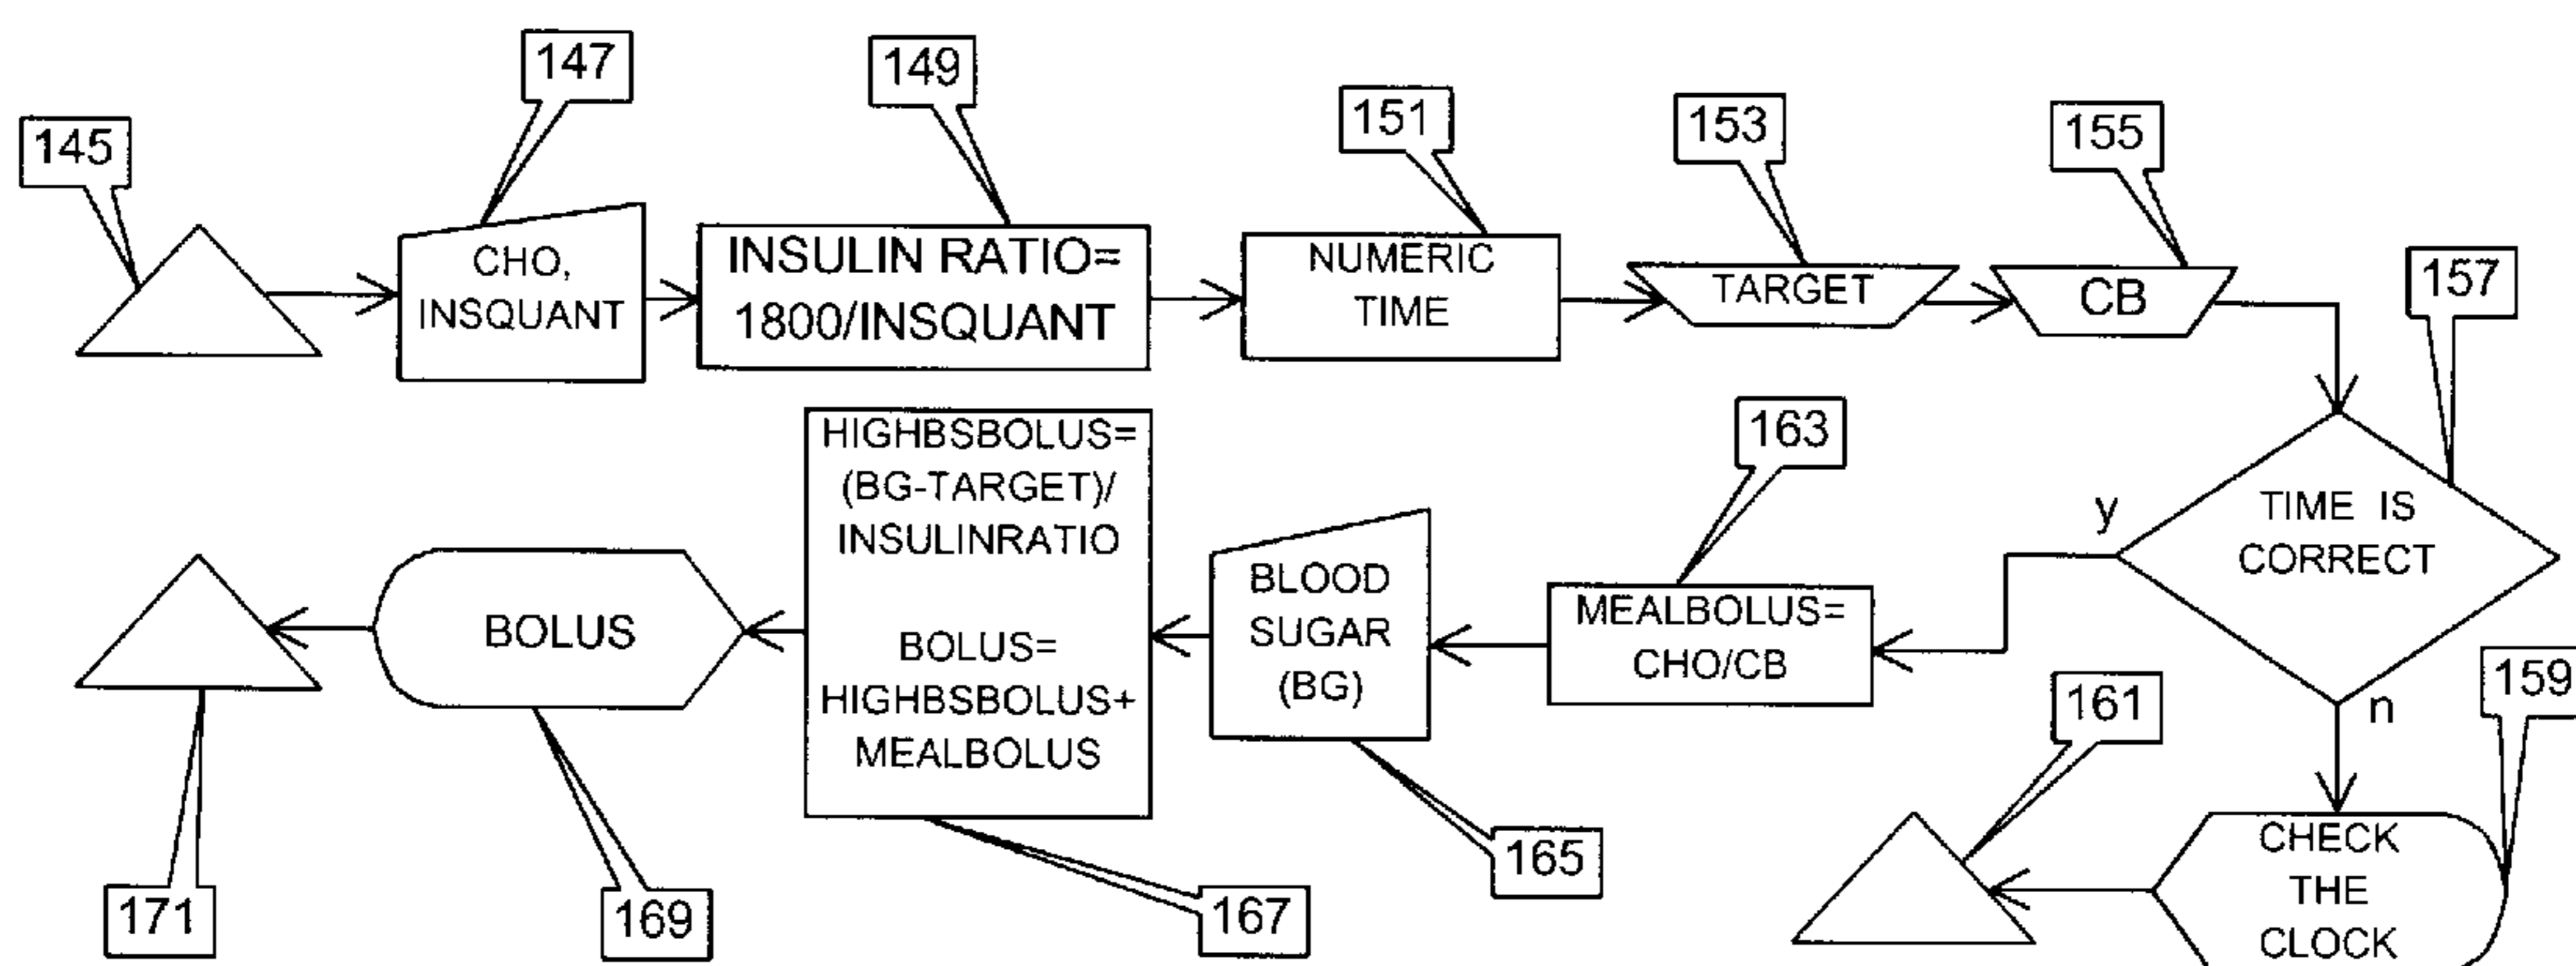 145
147
149
151
153
155
157
CHO,
INSQUANT
INSULIN RATIO=
1800/INSQUANT
NUMERIC
TIME
TARGET
CB
TIME IS
CORRECT
y
n
163
MEALBOLUS=
CHO/CB
BLOOD
SUGAR
(BG)
165
HIGHBSBOLUS=
(BG-TARGET)/
INSULINRATIO
BOLUS=
HIGHBSBOLUS+
MEALBOLUS
167
BOLUS
169
171
159
CHECK
THE
CLOCK
161